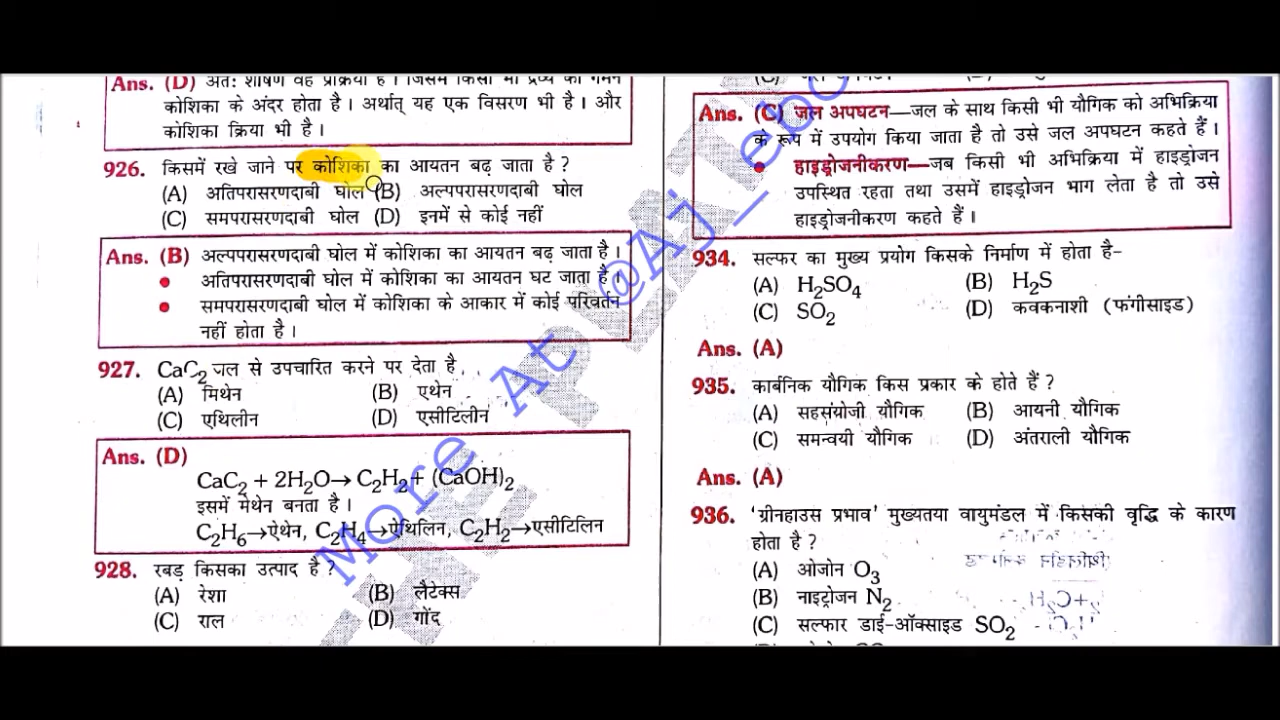 Ans. (D) अतः शोषण वह प्रक्रिया है। जिसमें किसी भी द्रव्य का गमन
कोशिका के अंदर होता है। अर्थात् यह एक विसरण भी है। और
कोशिका क्रिया भी है।
926. किसमें रखे जाने पर कोशिका का आयतन बढ़ जाता है ?
(A) अतिपरासरणदाबी घोल (B) अल्पपरासरणदाबी घोल
(C) समपरासरणदाबी घोल (D) इनमें से कोई नहीं
Ans. (B) अल्पपरासरणदाबी घोल में कोशिका का आयतन बढ़ जाता है।
● अतिपरासरणदाबी घोल में कोशिका का आयतन घट जाता है।
● समपरासरणदाबी घोल में कोशिका के आकार में कोई परिवर्तन
नहीं होता है।
927. CaC₂ जल से उपचारित करने पर देता है
(A) मिथेन (B) एथेन
(C) एथिलीन (D) एसीटिलीन
Ans. (D)
CaC₂ + 2H₂O→ C₂H₂+ (CaOH)₂
इसमें मेथेन बनता है।
C₂H₆→ऐथेन, C₂H₄→ऐथिलिन, C₂H₂→एसीटिलिन
928. रबड़ किसका उत्पाद है ?
(A) रेशा (B) लैटेक्स
(C) राल (D) गोंद
Ans. (C) जल अपघटन—जल के साथ किसी भी यौगिक को अभिक्रिया
के रूप में उपयोग किया जाता है तो उसे जल अपघटन कहते हैं।
● हाइड्रोजनीकरण—जब किसी भी अभिक्रिया में हाइड्रोजन
उपस्थित रहता तथा उसमें हाइड्रोजन भाग लेता है तो उसे
हाइड्रोजनीकरण कहते हैं।
934. सल्फर का मुख्य प्रयोग किसके निर्माण में होता है-
(A) H₂SO₄ (B) H₂S
(C) SO₂ (D) कवकनाशी (फंगीसाइड)
Ans. (A)
935. कार्बनिक यौगिक किस प्रकार के होते हैं ?
(A) सहसंयोजी यौगिक (B) आयनी यौगिक
(C) समन्वयी यौगिक (D) अंतराली यौगिक
Ans. (A)
936. 'ग्रीनहाउस प्रभाव' मुख्यतया वायुमंडल में किसकी वृद्धि के कारण
होता है ?
(A) ओजोन O₃
(B) नाइट्रोजन N₂
(C) सल्फार डाई-ऑक्साइड SO₂
More At @Aj_ebo